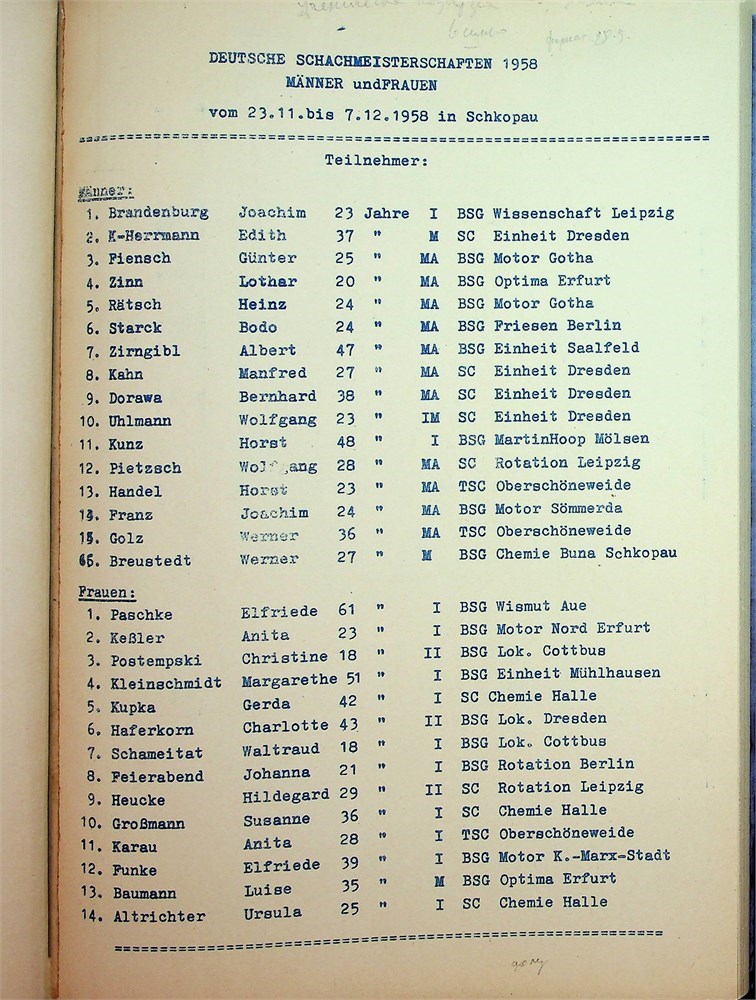 DEUTSCHE SCHACHMEISTERSCHAFTEN 1958
MÄNNER undFRAUEN
vom 23.11.bis 7.12.1958 in Schkopau
Teilnehmer:
Männer:
1. Brandenburg Joachim 23 Jahre I BSG Wissenschaft Leipzig
2. K-Herrmann Edith 37 " M SC Einheit Dresden
3. Fiensch Günter 25 " MA BSG Motor Gotha
4. Zinn Lothar 20 " MA BSG Optima Erfurt
5. Rätsch Heinz 24 " MA BSG Motor Gotha
6. Starck Bodo 24 " MA BSG Friesen Berlin
7. Zirngibl Albert 47 " MA BSG Einheit Saalfeld
8. Kahn Manfred 27 " MA SC Einheit Dresden
9. Dorawa Bernhard 38 " MA SC Einheit Dresden
10. Uhlmann Wolfgang 23 " IM SC Einheit Dresden
11. Kunz Horst 48 " I BSG MartinHoop Mölsen
12. Pietzsch Wolfgang 28 " MA SC Rotation Leipzig
13. Handel Horst 23 " MA TSC Oberschöneweide
14. Franz Joachim 24 " MA BSG Motor Sömmerda
15. Golz Werner 36 " MA TSC Oberschöneweide
16. Breustedt Werner 27 " M BSG Chemie Buna Schkopau
Frauen:
1. Paschke Elfriede 61 " I BSG Wismut Aue
2. Keßler Anita 23 " I BSG Motor Nord Erfurt
3. Postempski Christine 18 " II BSG Lok. Cottbus
4. Kleinschmidt Margarethe 51 " I BSG Einheit Mühlhausen
5. Kupka Gerda 42 " I SC Chemie Halle
6. Haferkorn Charlotte 43 " II BSG Lok. Dresden
7. Schameitat Waltraud 18 " I BSG Lok. Cottbus
8. Feierabend Johanna 21 " I BSG Rotation Berlin
9. Heucke Hildegard 29 " II SC Rotation Leipzig
10. Großmann Susanne 36 " I SC Chemie Halle
11. Karau Anita 28 " I TSC Oberschöneweide
12. Funke Elfriede 39 " I BSG Motor K.-Marx-Stadt
13. Baumann Luise 35 " M BSG Optima Erfurt
14. Altrichter Ursula 25 " I SC Chemie Halle